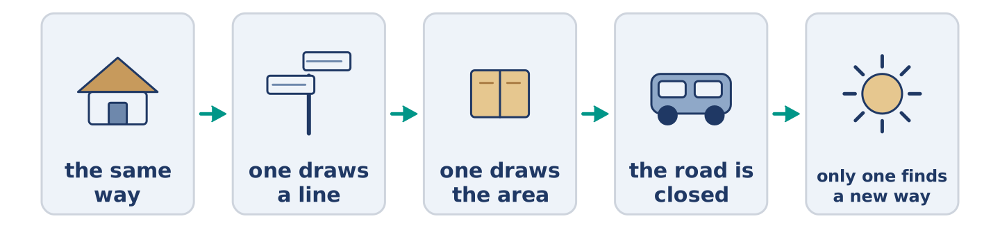 the same
way
one draws
a line
one draws
the area
the road is
closed
only one finds
a new way